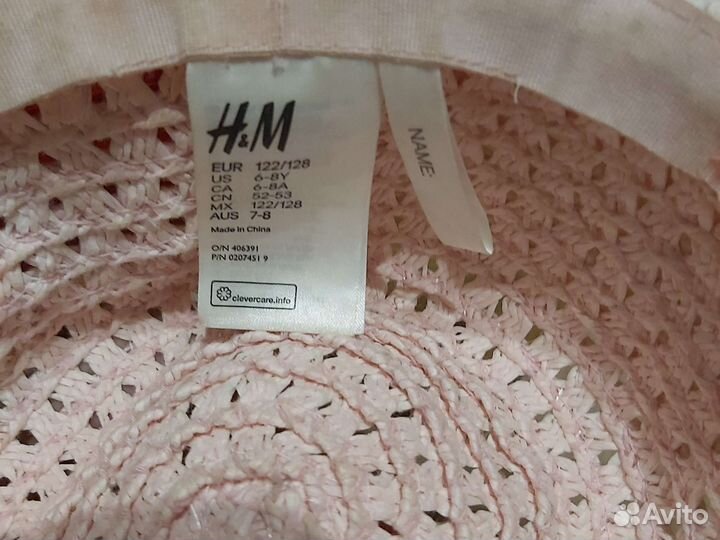 H&M
EUR 122/128
US 6-8Y
CA 6-8A
CN 52-53
MX 122/128
AUS 7-8
Made in China
O/N 406391
P/N 0207451 9
clevercare.info
NAME:
Avito